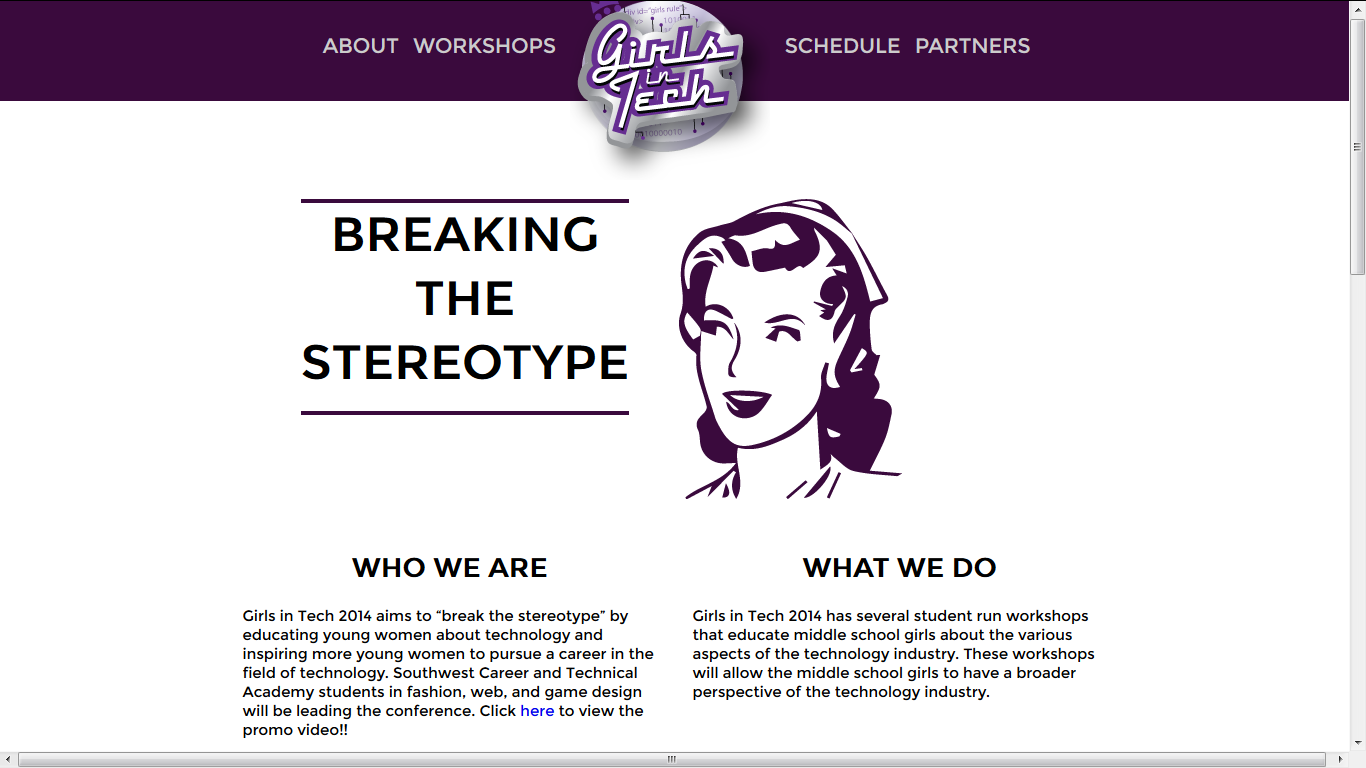 ABOUT WORKSHOPS
div id="girls rule">
Girls
in
Tech
10000010
SCHEDULE PARTNERS
BREAKING
THE
STEREOTYPE
WHO WE ARE
Girls in Tech 2014 aims to “break the stereotype” by
educating young women about technology and
inspiring more young women to pursue a career in the
field of technology. Southwest Career and Technical
Academy students in fashion, web, and game design
will be leading the conference. Click here to view the
promo video!!
WHAT WE DO
Girls in Tech 2014 has several student run workshops
that educate middle school girls about the various
aspects of the technology industry. These workshops
will allow the middle school girls to have a broader
perspective of the technology industry.